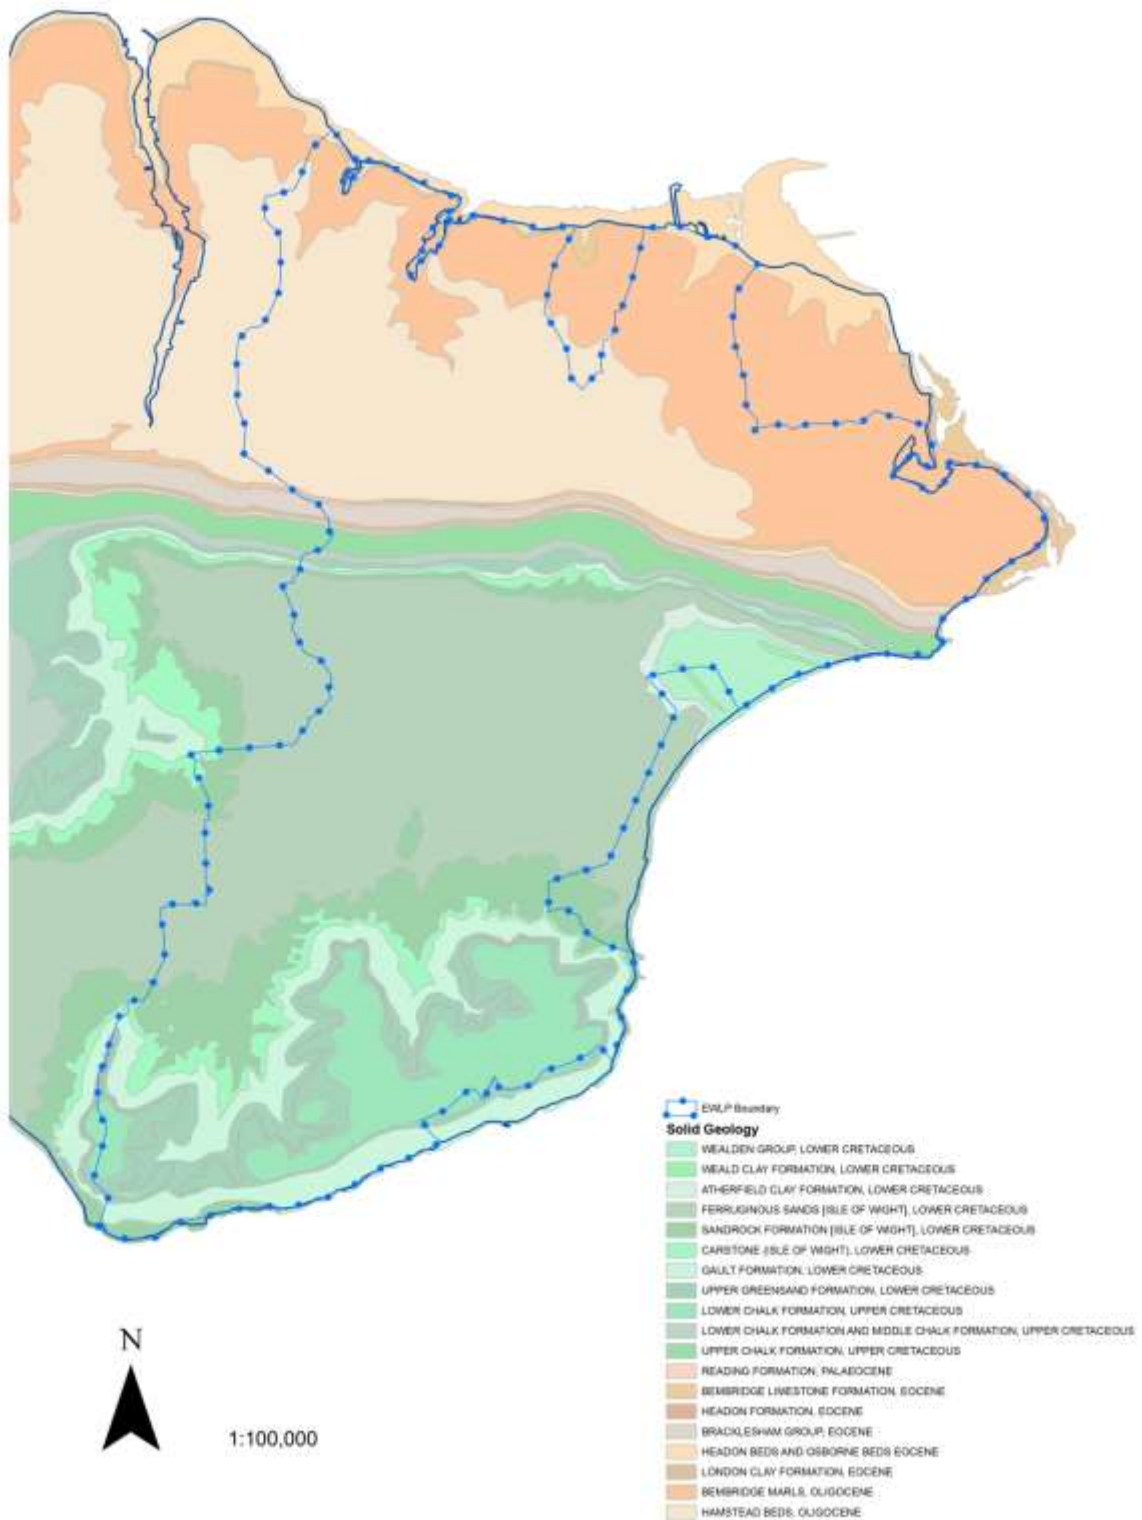 EWLP Boundary
Solid Geology
WEALDEN GROUP, LOWER CRETACEOUS
WEALD CLAY FORMATION, LOWER CRETACEOUS
ATHERFIELD CLAY FORMATION, LOWER CRETACEOUS
FERRUGINOUS SANDS [ISLE OF WIGHT], LOWER CRETACEOUS
SANDROCK FORMATION [ISLE OF WIGHT], LOWER CRETACEOUS
CARSTONE (ISLE OF WIGHT), LOWER CRETACEOUS
GAULT FORMATION, LOWER CRETACEOUS
UPPER GREENSAND FORMATION, LOWER CRETACEOUS
LOWER CHALK FORMATION, UPPER CRETACEOUS
LOWER CHALK FORMATION AND MIDDLE CHALK FORMATION, UPPER CRETACEOUS
UPPER CHALK FORMATION, UPPER CRETACEOUS
READING FORMATION, PALAEOCENE
BEMBRIDGE LIMESTONE FORMATION, EOCENE
HEADON FORMATION, EOCENE
BRACKLESHAM GROUP, EOCENE
HEADON BEDS AND OSBORNE BEDS EOCENE
LONDON CLAY FORMATION, EOCENE
BEMBRIDGE MARLS, OLIGOCENE
HAMSTEAD BEDS, OLIGOCENE
N
1:100,000